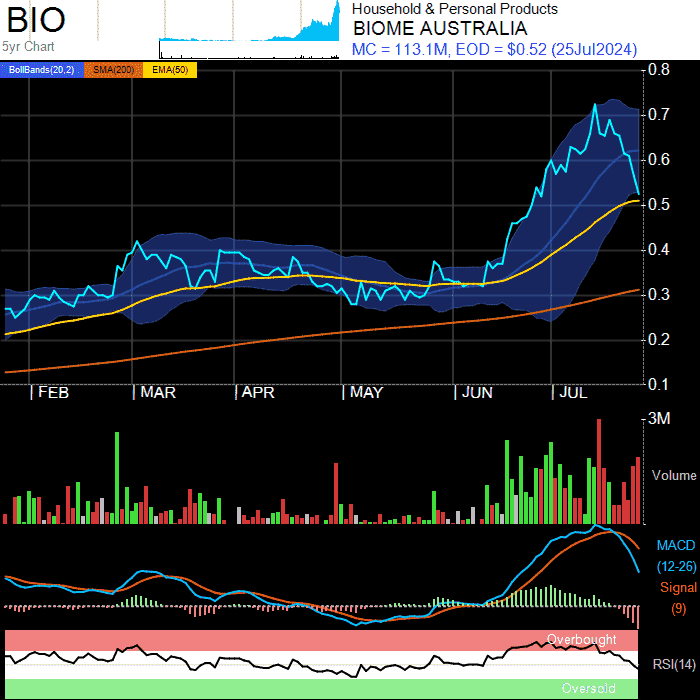 BIO
5yr Chart
Household & Personal Products
BIOME AUSTRALIA
MC = 113.1M, EOD = $0.52 (25Jul2024)
BollBands(20,2) SMA(200) EMA(50)
0.8
0.7
0.6
0.5
0.4
0.3
0.2
0.1
FEB MAR APR MAY JUN JUL
3M
Volume
MACD
(12-26)
Signal
(9)
Overbought
RSI(14)
Oversold